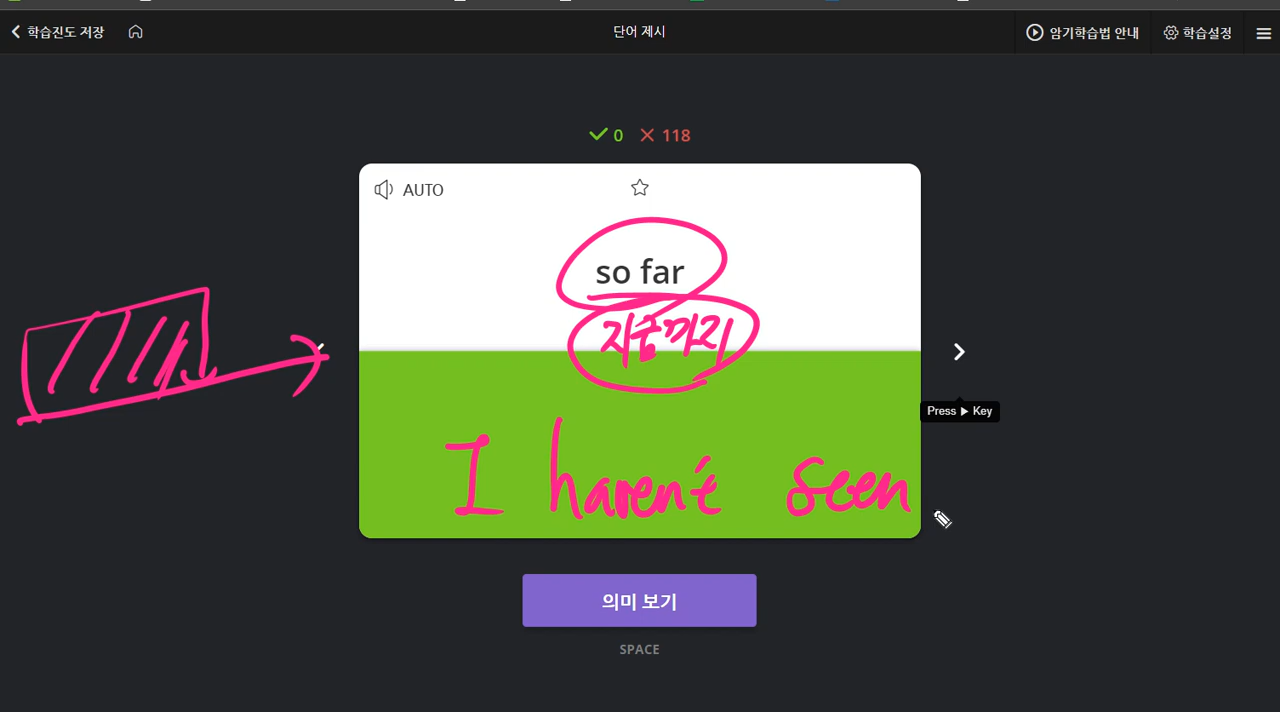 학습진도 저장
단어 제시
암기학습법 안내
학습설정
0 118
AUTO
so far
지금까지
I haven't seen
Press ▶ Key
의미 보기
SPACE